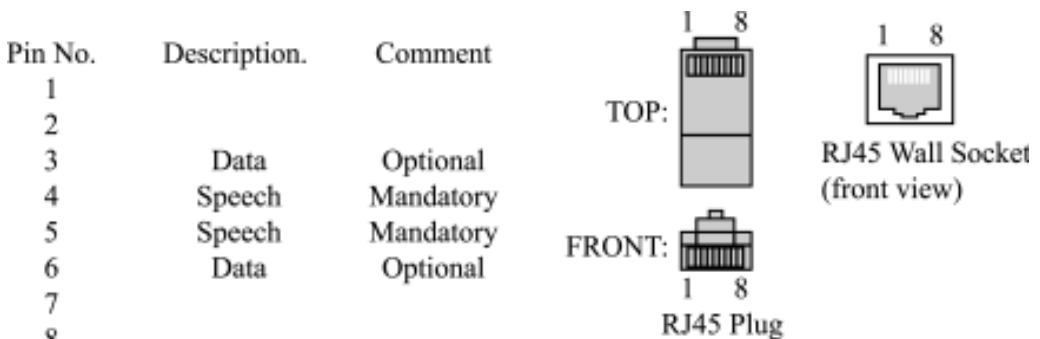 Pin No. Description. Comment
1
2
3 Data Optional
4 Speech Mandatory
5 Speech Mandatory
6 Data Optional
7
8
1 8
TOP:
FRONT:
1 8
RJ45 Plug
1 8
RJ45 Wall Socket
(front view)